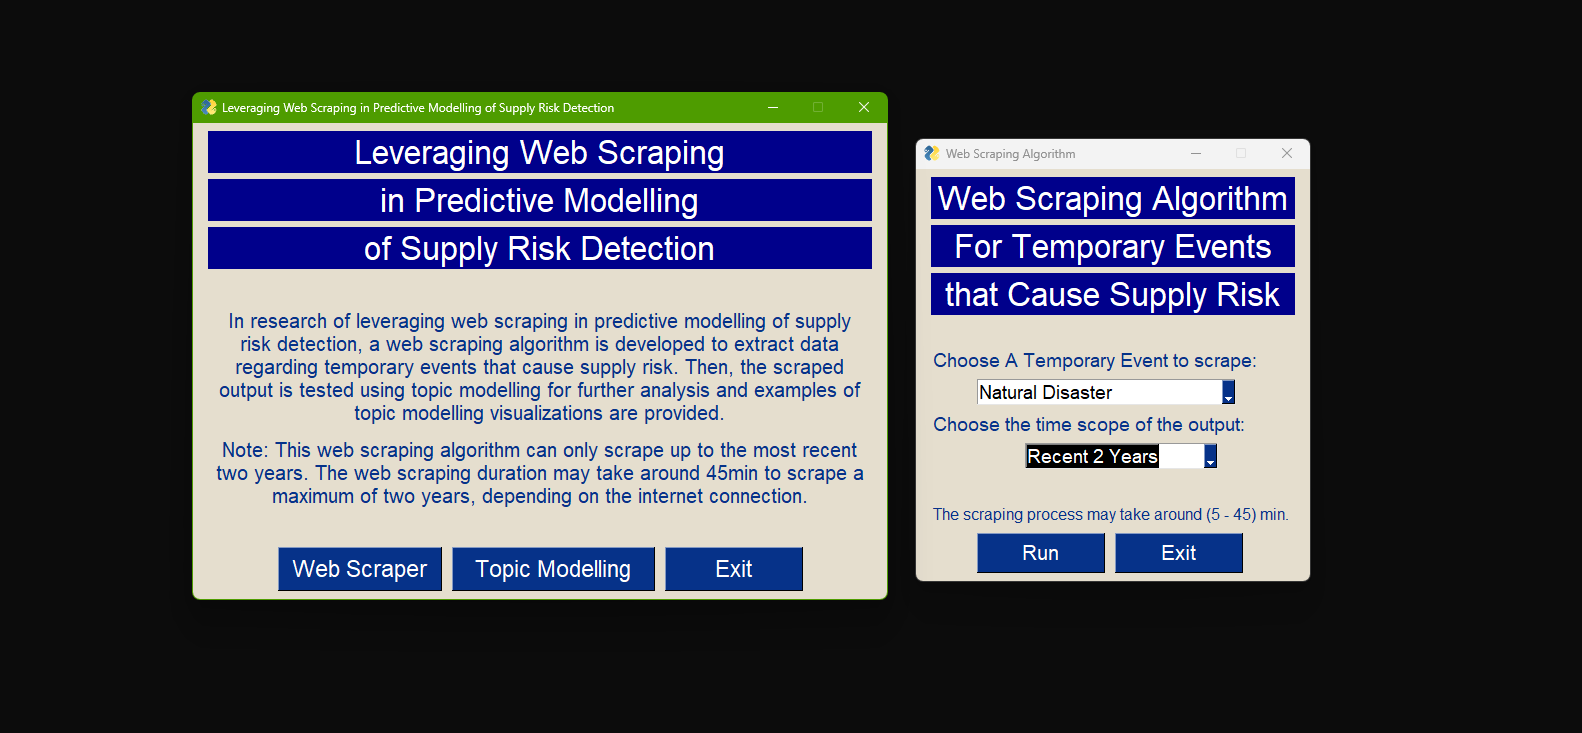 Leveraging Web Scraping in Predictive Modelling of Supply Risk Detection
Leveraging Web Scraping
in Predictive Modelling
of Supply Risk Detection
In research of leveraging web scraping in predictive modelling of supply
risk detection, a web scraping algorithm is developed to extract data
regarding temporary events that cause supply risk. Then, the scraped
output is tested using topic modelling for further analysis and examples of
topic modelling visualizations are provided.
Note: This web scraping algorithm can only scrape up to the most recent
two years. The web scraping duration may take around 45min to scrape a
maximum of two years, depending on the internet connection.
Web Scraper
Topic Modelling
Exit
Web Scraping Algorithm
Web Scraping Algorithm
For Temporary Events
that Cause Supply Risk
Choose A Temporary Event to scrape:
Natural Disaster
Choose the time scope of the output:
Recent 2 Years
The scraping process may take around (5 - 45) min.
Run
Exit